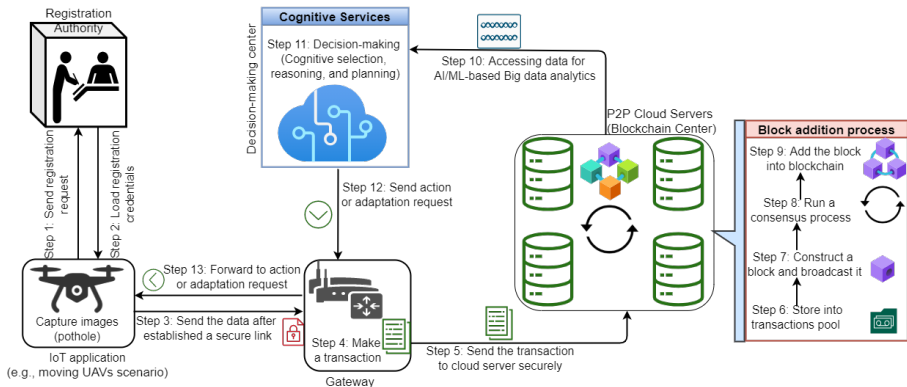 Registration
Authority
Step 1: Send registration
request
Step 2: Load registration
credentials
Capture images
(pothole)
IoT application
(e.g., moving UAVs scenario)
Decision-making center
Cognitive Services
Step 11: Decision-making
(Cognitive selection,
reasoning, and planning)
Step 12: Send action
or adaptation request
Step 13: Forward to action
or adaptation request
Step 3: Send the data after
established a secure link
Step 4: Make
a transaction
Gateway
Step 5: Send the transaction
to cloud server securely
Step 10: Accessing data for
AI/ML-based Big data analytics
P2P Cloud Servers
(Blockchain Center)
Block addition process
Step 9: Add the block
into blockchain
Step 8: Run a
consensus process
Step 7: Construct a
block and broadcast it
Step 6: Store into
transactions pool